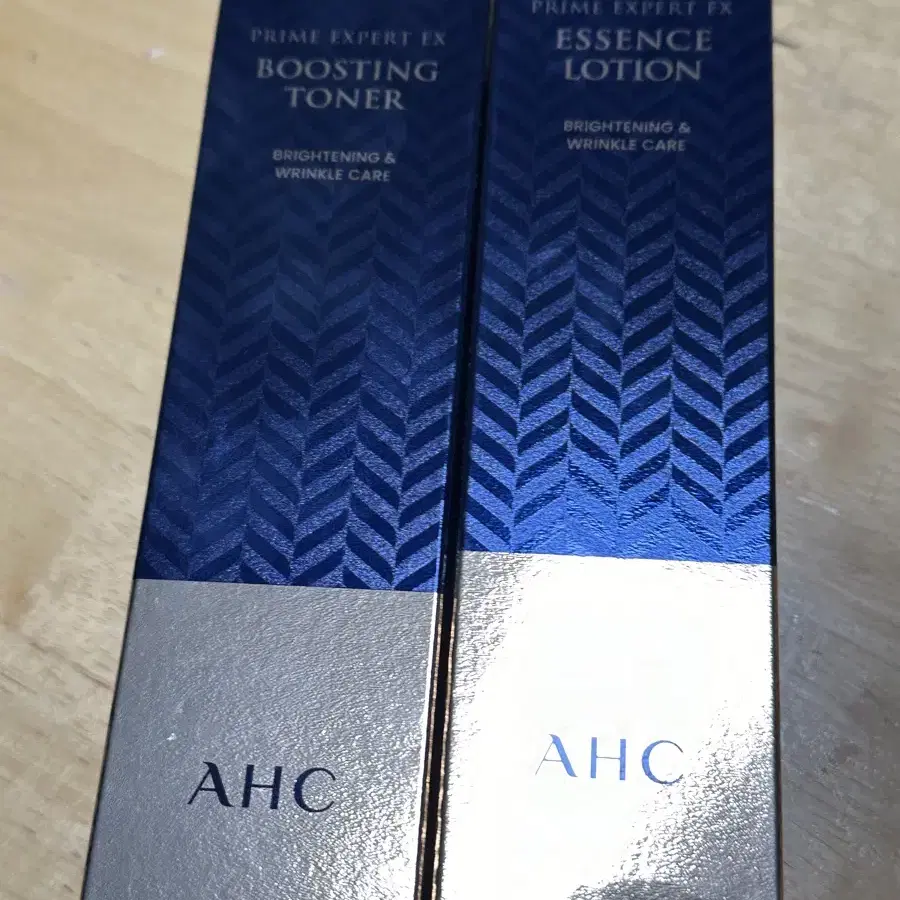 PRIME EXPERT EX
BOOSTING
TONER
BRIGHTENING &
WRINKLE CARE
AHC
PRIME EXPERT EX
ESSENCE
LOTION
BRIGHTENING &
WRINKLE CARE
AHC